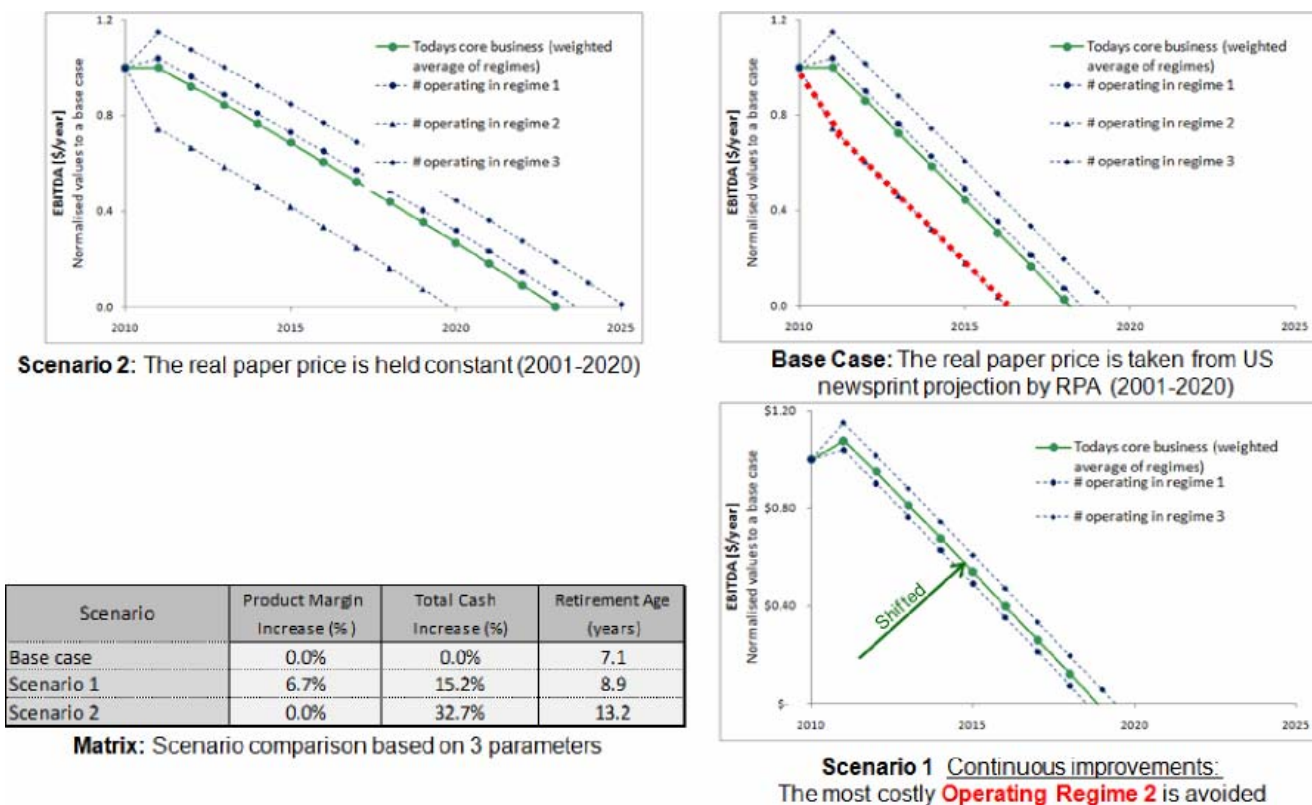 1.2
0.8
0.4
0.0
2010
2015
2020
2025
EBITDA [$/year]
Normalised values to a base case
Todays core business (weighted
average of regimes)
# operating in regime 1
# operating in regime 2
# operating in regime 3
Scenario 2: The real paper price is held constant (2001-2020)
1.2
0.8
0.4
0.0
2010
2015
2020
2025
EBITDA [$/year]
Normalised values to a base case
Todays core business (weighted
average of regimes)
# operating in regime 1
# operating in regime 2
# operating in regime 3
Base Case: The real paper price is taken from US
newsprint projection by RPA (2001-2020)
$1.20
$0.80
$0.40
$-
2010
2015
2020
2025
EBITDA [$/year]
Normalised values to a base case
Todays core business (weighted
average of regimes)
# operating in regime 1
# operating in regime 3
Shifted
Scenario 1 Continuous improvements:
The most costly Operating Regime 2 is avoided
Scenario Product Margin Increase (%) Total Cash Increase (%) Retirement Age (years)
Base case 0.0% 0.0% 7.1
Scenario 1 6.7% 15.2% 8.9
Scenario 2 0.0% 32.7% 13.2
Matrix: Scenario comparison based on 3 parameters